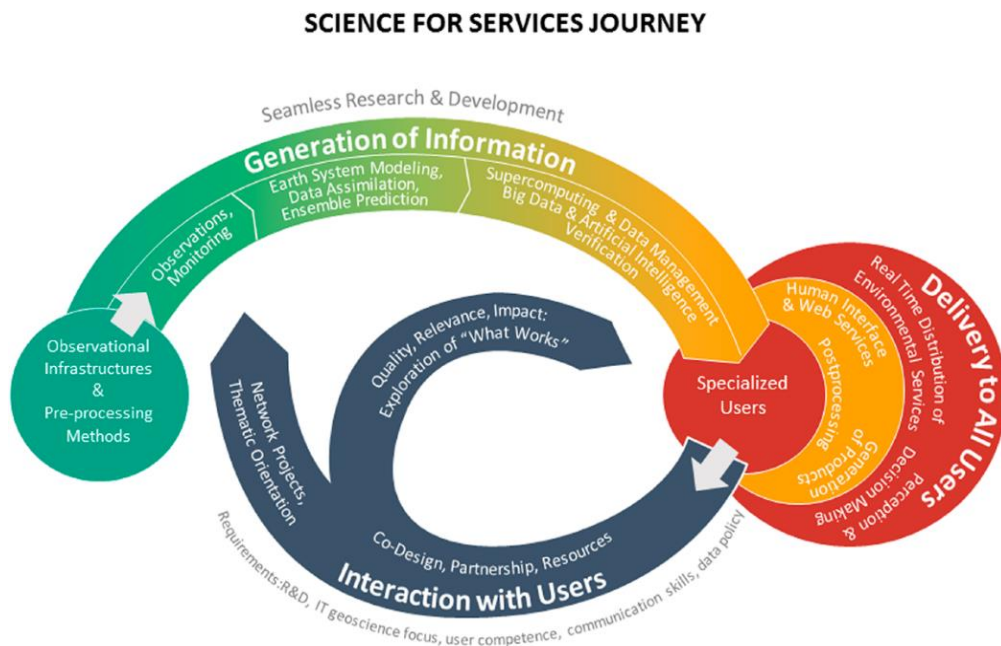 SCIENCE FOR SERVICES JOURNEY
Seamless Research & Development
Generation of Information
Observations,
Monitoring
Earth System Modeling,
Data Assimilation,
Ensemble Prediction
Supercomputing & Data Management
Big Data & Artificial Intelligence
Verification
Observational
Infrastructures
&
Pre-processing
Methods
Quality, Relevance, Impact:
Exploration of "What Works"
Network Projects,
Thematic Orientation
Co-Design, Partnership, Resources
Interaction with Users
Requirements:R&D, IT geoscience focus, user competence, communication skills, data policy
Specialized
Users
Human Interface
& Web Services
Postprocessing
Generation
of Products
Real Time Distribution of
Environmental Services
Perception &
Decision Making
Delivery to All Users